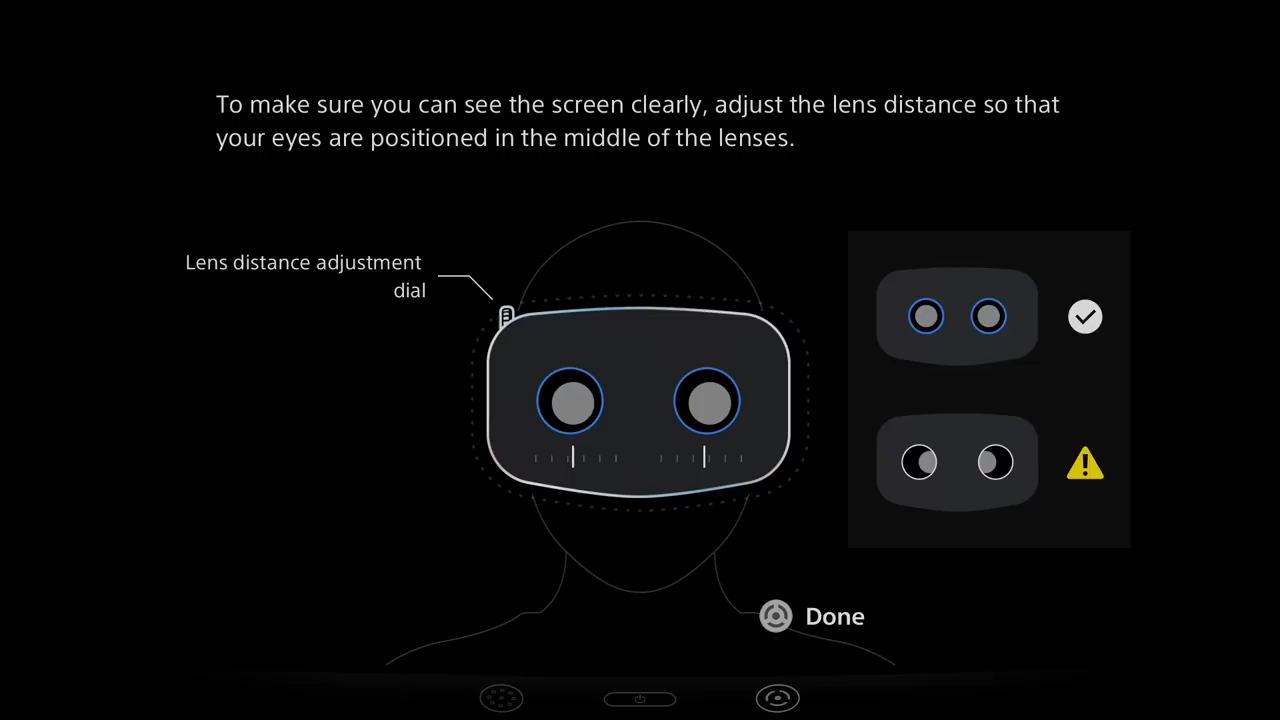 To make sure you can see the screen clearly, adjust the lens distance so that
your eyes are positioned in the middle of the lenses.
Lens distance adjustment
dial
Done